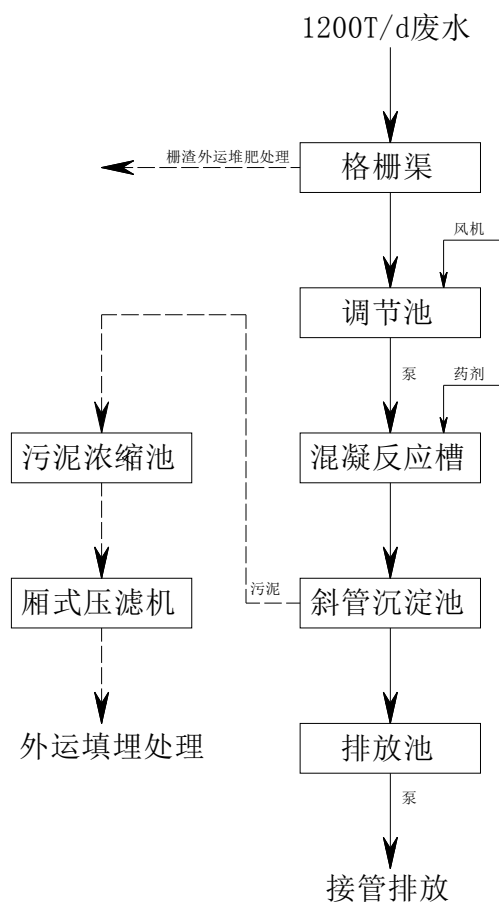 1200T/d废水
栅渣外运堆肥处理
格栅渠
风机
调节池
泵
药剂
污泥浓缩池
混凝反应槽
厢式压滤机
污泥
斜管沉淀池
外运填埋处理
排放池
泵
接管排放